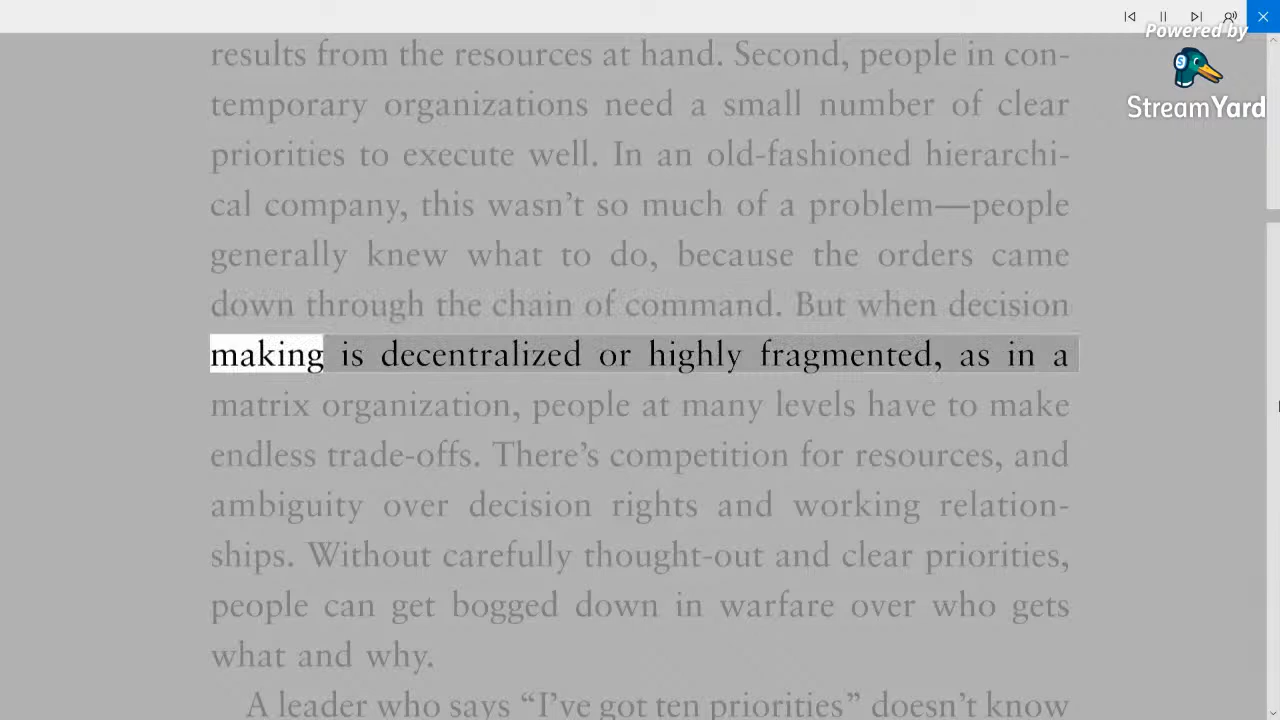 Powered by
StreamYard
results from the resources at hand. Second, people in con-
temporary organizations need a small number of clear
priorities to execute well. In an old-fashioned hierarchi-
cal company, this wasn’t so much of a problem—people
generally knew what to do, because the orders came
down through the chain of command. But when decision
making is decentralized or highly fragmented, as in a
matrix organization, people at many levels have to make
endless trade-offs. There’s competition for resources, and
ambiguity over decision rights and working relation-
ships. Without carefully thought-out and clear priorities,
people can get bogged down in warfare over who gets
what and why.
A leader who says “I’ve got ten priorities” doesn’t know